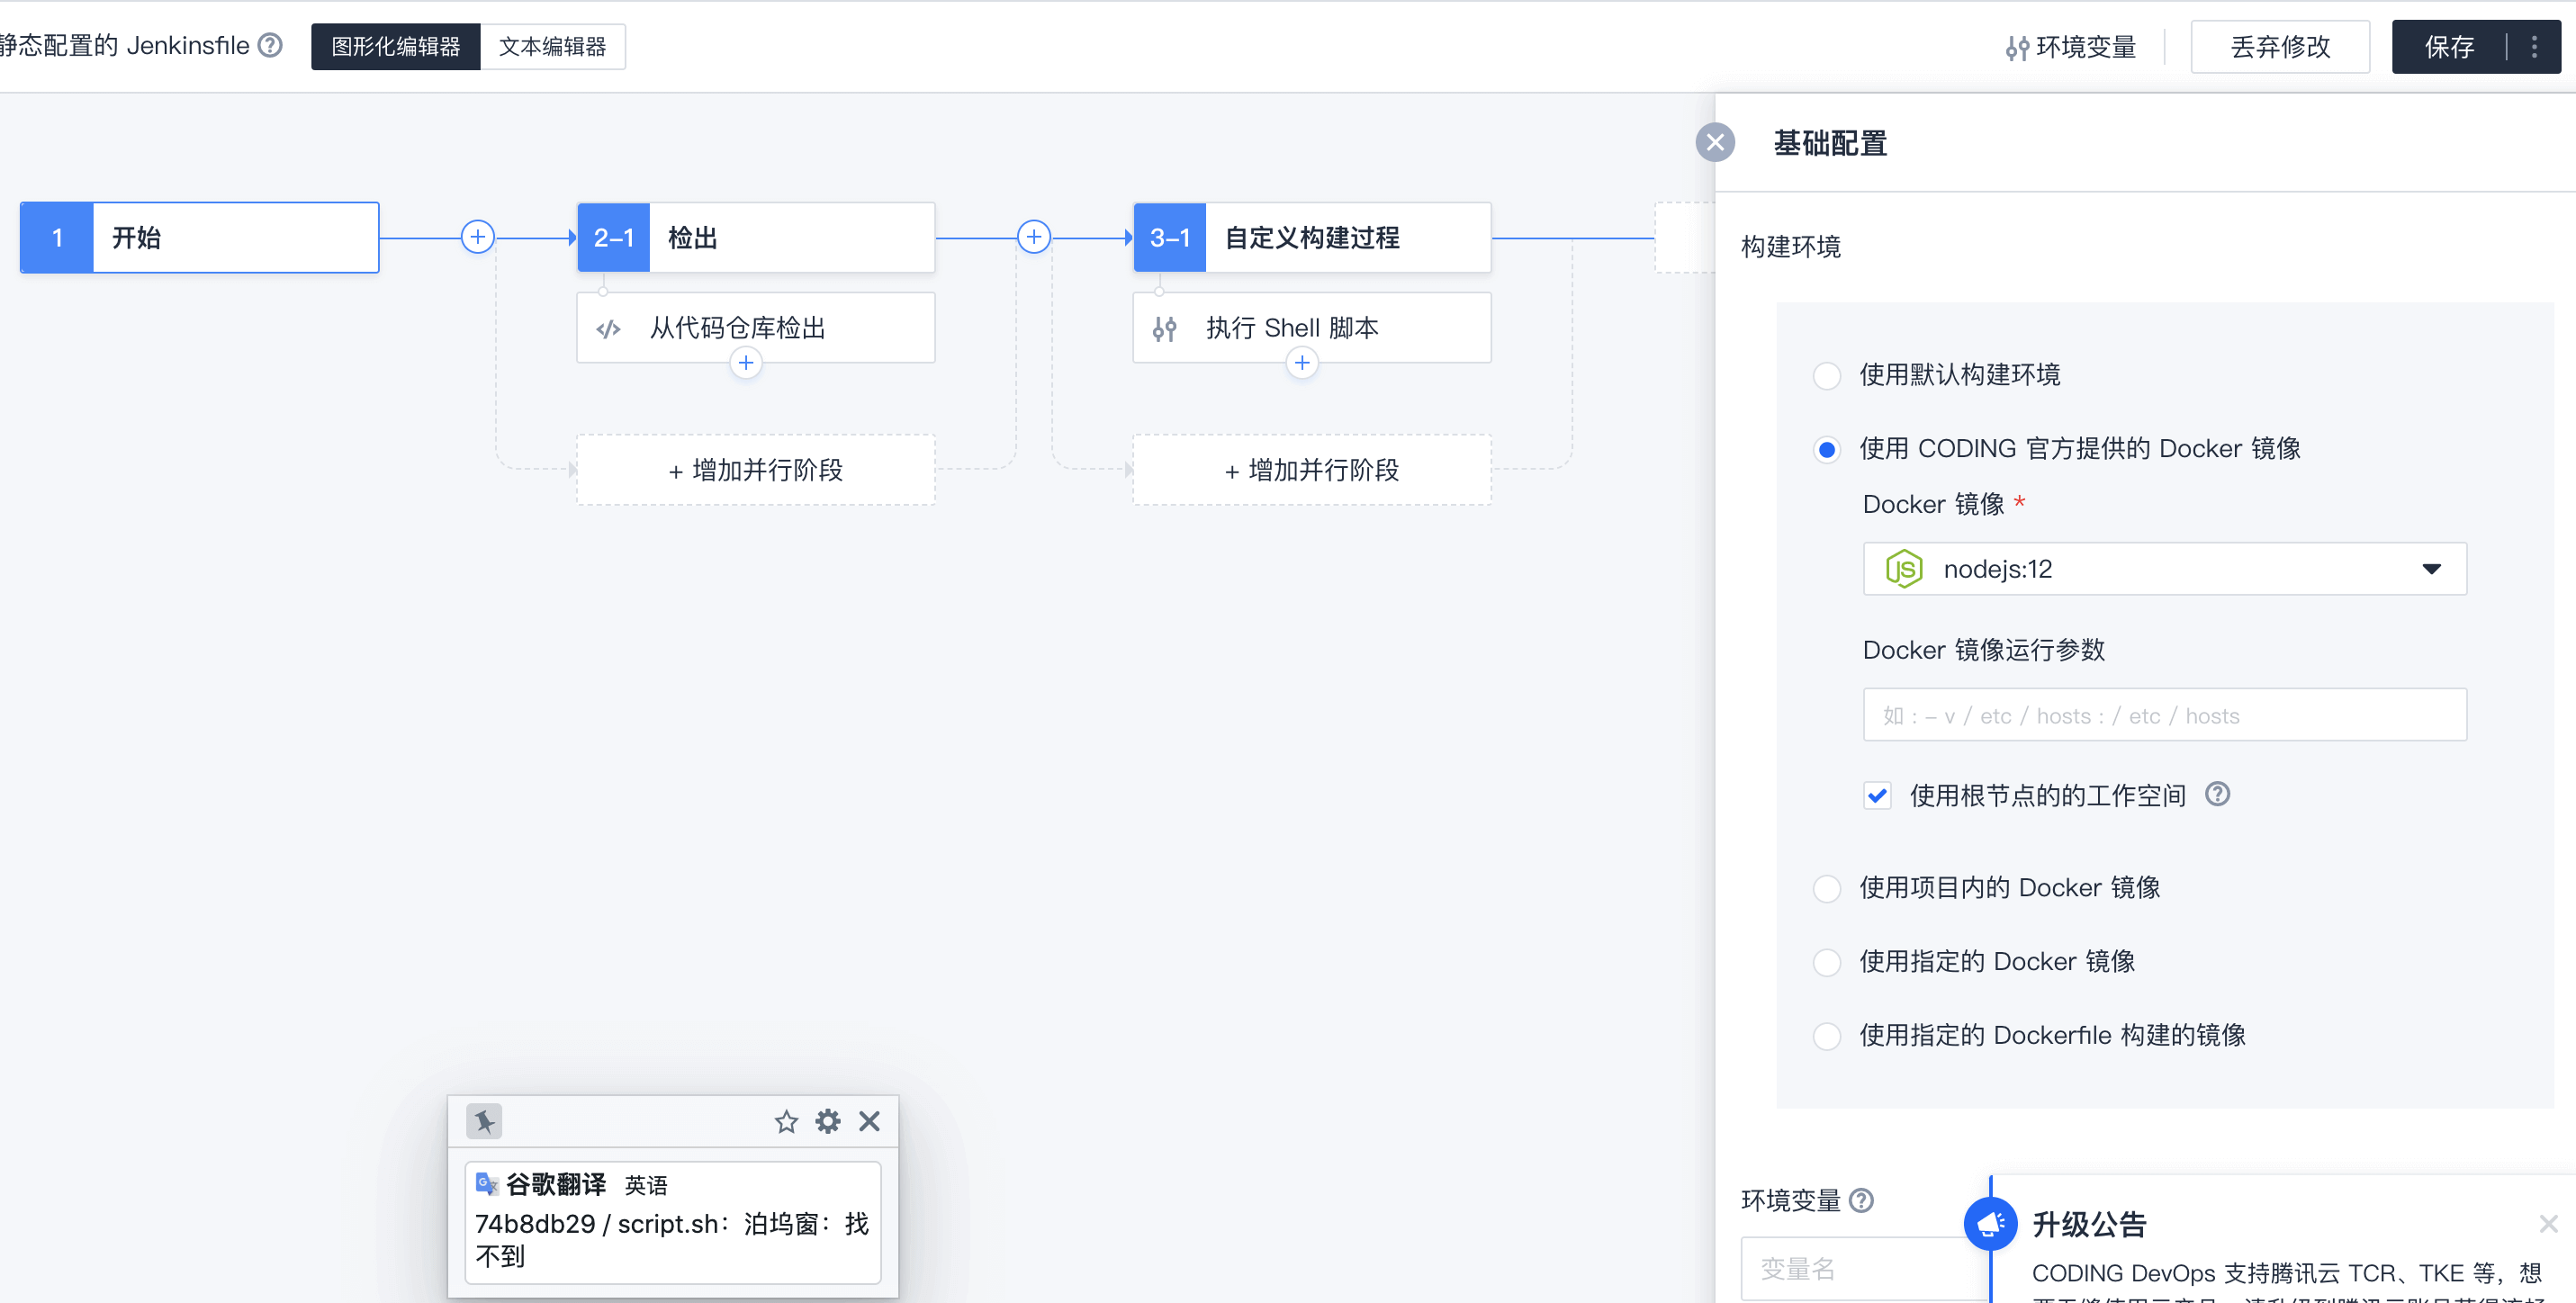 静态配置的 Jenkinsfile
图形化编辑器
文本编辑器
环境变量
丢弃修改
保存
1 开始
2-1 检出
3-1 自定义构建过程
从代码仓库检出
执行 Shell 脚本
+ 增加并行阶段
+ 增加并行阶段
基础配置
构建环境
使用默认构建环境
使用 CODING 官方提供的 Docker 镜像
Docker 镜像 *
nodejs:12
Docker 镜像运行参数
如 : – v / etc / hosts : / etc / hosts
使用根节点的的工作空间
使用项目内的 Docker 镜像
使用指定的 Docker 镜像
使用指定的 Dockerfile 构建的镜像
环境变量
变量名
升级公告
CODING DevOps 支持腾讯云 TCR、TKE 等，想
谷歌翻译 英语
74b8db29 / script.sh：泊坞窗：找
不到